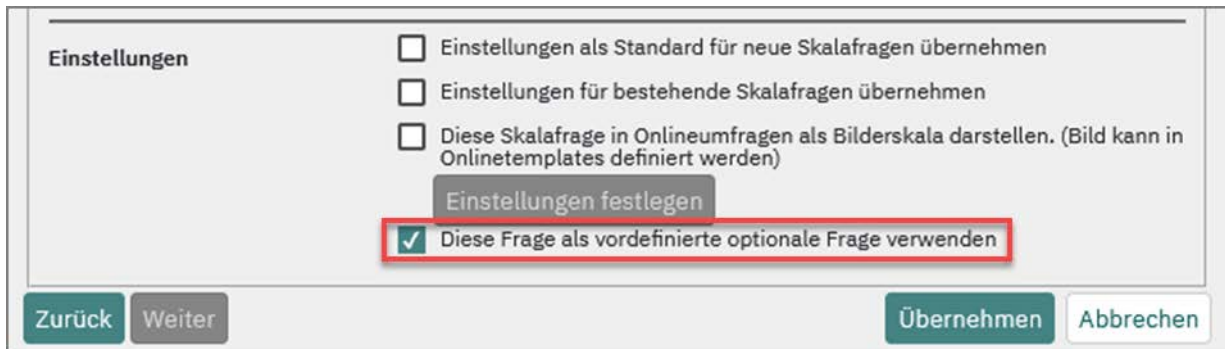 Einstellungen
Einstellungen als Standard für neue Skalafragen übernehmen
Einstellungen für bestehende Skalafragen übernehmen
Diese Skalafrage in Onlineumfragen als Bilderskala darstellen. (Bild kann in
Onlinetemplates definiert werden)
Einstellungen festlegen
Diese Frage als vordefinierte optionale Frage verwenden
Zurück Weiter Übernehmen Abbrechen